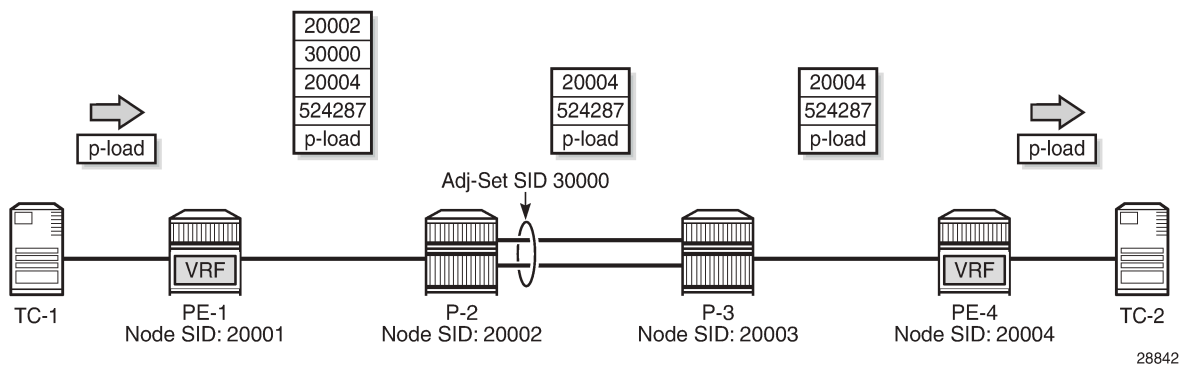 20002
30000
20004
524287
p-load
20004
524287
p-load
20004
524287
p-load
p-load
p-load
Adj-Set SID 30000
VRF
VRF
TC-1
PE-1
Node SID: 20001
P-2
Node SID: 20002
P-3
Node SID: 20003
PE-4
Node SID: 20004
TC-2
28842